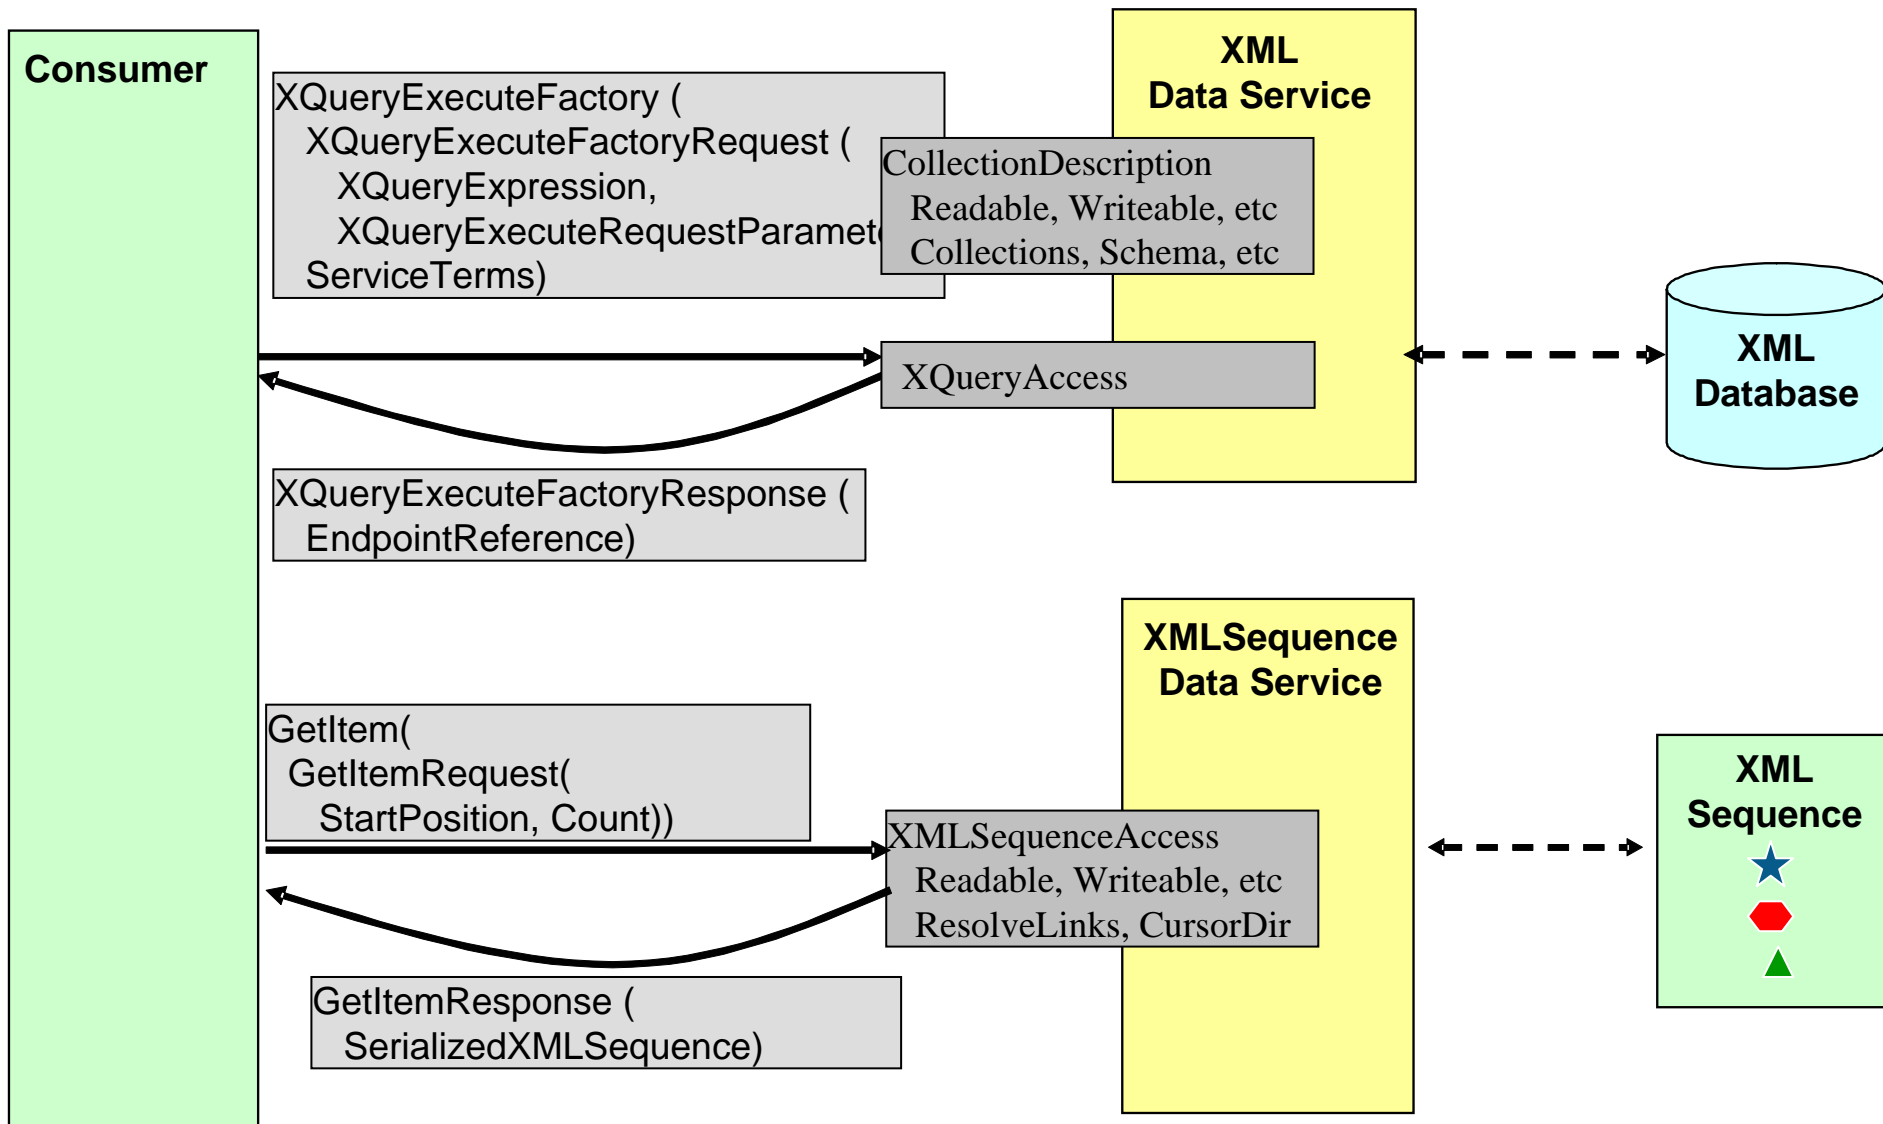 Consumer
XQueryExecuteFactory (
XQueryExecuteFactoryRequest (
XQueryExpression,
XQueryExecuteRequestParamet
ServiceTerms)
XML
Data Service
CollectionDescription
Readable, Writeable, etc
Collections, Schema, etc
XQueryAccess
XML
Database
XQueryExecuteFactoryResponse (
EndpointReference)
XMLSequence
Data Service
GetItem(
GetItemRequest(
StartPosition, Count))
XMLSequenceAccess
Readable, Writeable, etc
ResolveLinks, CursorDir
XML
Sequence
GetItemResponse (
SerializedXMLSequence)